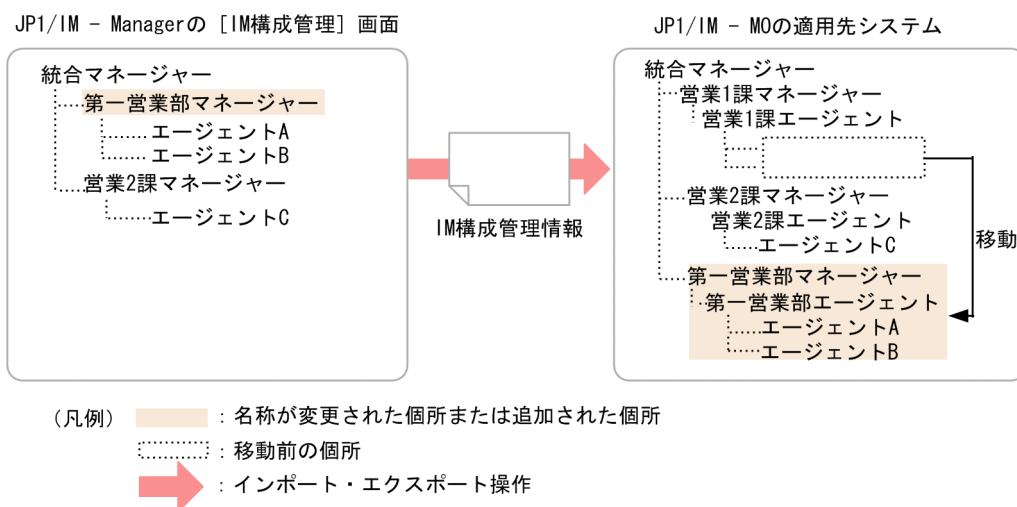 JP1/IM - Managerの［IM構成管理］画面
統合マネージャー
第一営業部マネージャー
エージェントA
エージェントB
営業2課マネージャー
エージェントC
IM構成管理情報
JP1/IM - MOの適用先システム
統合マネージャー
営業1課マネージャー
営業1課エージェント
営業2課マネージャー
営業2課エージェント
エージェントC
移動
第一営業部マネージャー
第一営業部エージェント
エージェントA
エージェントB
（凡例）
：名称が変更された個所または追加された個所
：移動前の個所
：インポート・エクスポート操作